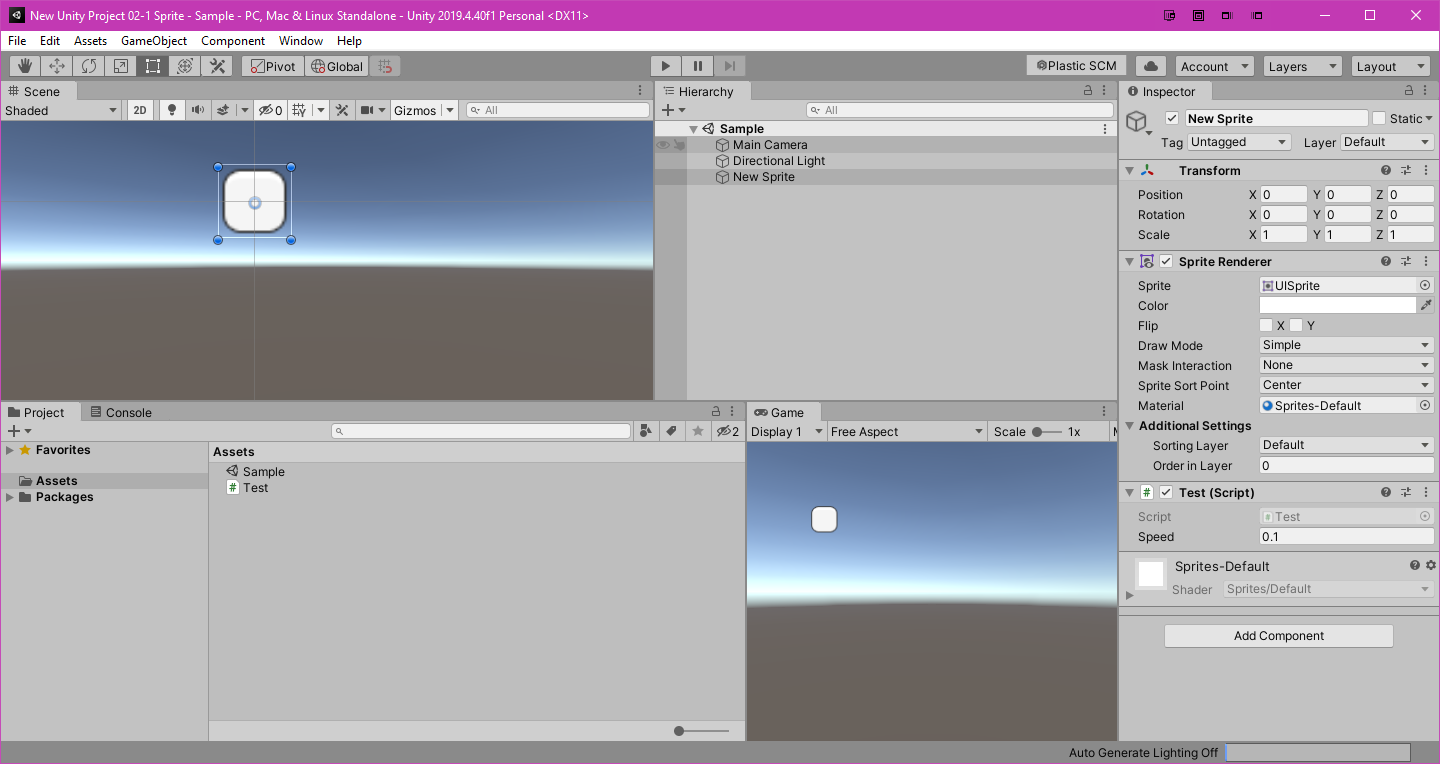 New Unity Project 02-1 Sprite - Sample - PC, Mac & Linux Standalone - Unity 2019.4.40f1 Personal <DX11>
File Edit Assets GameObject Component Window Help
Pivot Global Plastic SCM Account Layers Layout
Scene
Shaded 2D 0 Gizmos All
Hierarchy
All
Sample
Main Camera
Directional Light
New Sprite
Project Console
2
Favorites
Assets
Packages
Assets
Sample
Test
Game
Display 1 Free Aspect Scale 1x
Inspector
New Sprite Static
Tag Untagged Layer Default
Transform
Position X 0 Y 0 Z 0
Rotation X 0 Y 0 Z 0
Scale X 1 Y 1 Z 1
Sprite Renderer
Sprite UISprite
Color
Flip X Y
Draw Mode Simple
Mask Interaction None
Sprite Sort Point Center
Material Sprites-Default
Additional Settings
Sorting Layer Default
Order in Layer 0
Test (Script)
Script Test
Speed 0.1
Sprites-Default
Shader Sprites/Default
Add Component
Auto Generate Lighting Off